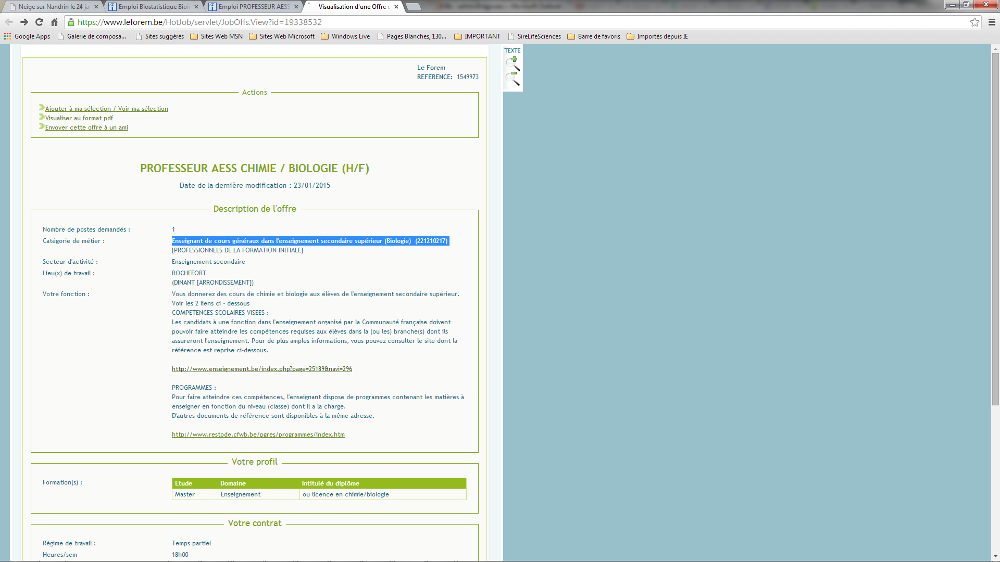 Neige sur Nandrin le 24 ja
Emploi Biostatistique Bioi
Emploi PROFESSEUR AESS
Visualisation d'une Offre
https://www.leforem.be/HotJob/servlet/JobOffs.View?id=19338532
Google Apps
Galerie de composa...
Sites suggérés
Sites Web MSN
Sites Web Microsoft
Windows Live
Pages Blanches, 130...
IMPORTANT
SireLifeSciences
Barre de favoris
Importés depuis IE
TEXTE
Le Forem
REFERENCE: 1549973
Actions
Ajouter à ma sélection / Voir ma sélection
Visualiser au format pdf
Envoyer cette offre à un ami
PROFESSEUR AESS CHIMIE / BIOLOGIE (H/F)
Date de la dernière modification : 23/01/2015
Description de l'offre
Nombre de postes demandés : 1
Catégorie de métier : Enseignant de cours généraux dans l'enseignement secondaire supérieur (Biologie) (221210217)
[PROFESSIONNELS DE LA FORMATION INITIALE]
Secteur d'activité : Enseignement secondaire
Lieu(x) de travail : ROCHEFORT
(DINANT [ARRONDISSEMENT])
Votre fonction : Vous donnerez des cours de chimie et biologie aux élèves de l'enseignement secondaire supérieur.
Voir les 2 liens ci - dessous
COMPETENCES SCOLAIRES VISEES :
Les candidats à une fonction dans l'enseignement organisé par la Communauté française doivent
pouvoir faire atteindre les compétences requises aux élèves dans la (ou les) branche(s) dont ils
assureront l'enseignement. Pour de plus amples informations, vous pouvez consulter le site dont la
référence est reprise ci-dessous.
http://www.enseignement.be/index.php?page=25189&navi=296
PROGRAMMES :
Pour faire atteindre ces compétences, l'enseignant dispose de programmes contenant les matières à
enseigner en fonction du niveau (classe) dont il a la charge.
D'autres documents de référence sont disponibles à la même adresse.
http://www.restode.cfwb.be/pgres/programmes/index.htm
Votre profil
Formation(s) :
Etude Domaine Intitulé du diplôme
Master Enseignement ou licence en chimie/biologie
Votre contrat
Régime de travail : Temps partiel
Heures/sem 18h00